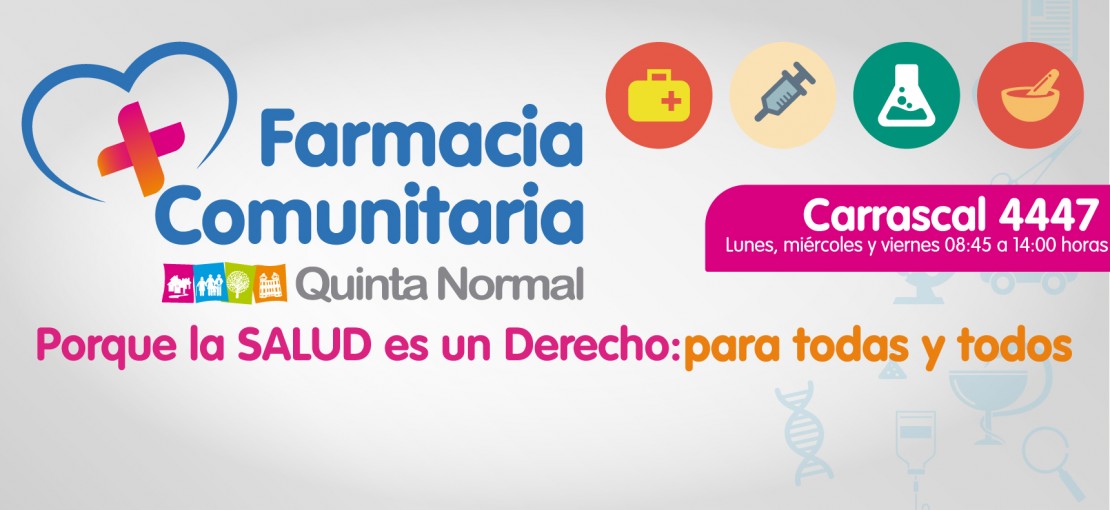 Farmacia
Comunitaria
Quinta Normal
Carrascal 4447
Lunes, miércoles y viernes 08:45 a 14:00 horas
Porque la SALUD es un Derecho:para todas y todos